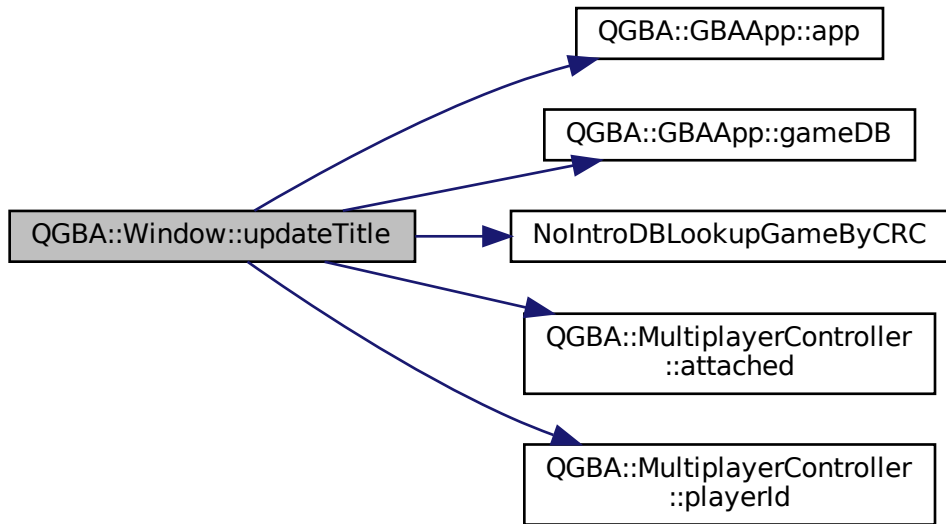 QGBA::GBAApp::app
QGBA::GBAApp::gameDB
QGBA::Window::updateTitle
NoIntroDBLookupGameByCRC
QGBA::MultiplayerController
::attached
QGBA::MultiplayerController
::playerId